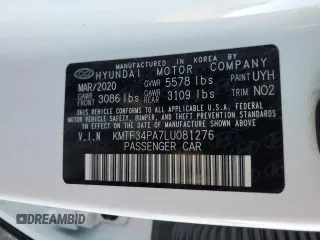 MANUFACTURED IN KOREA BY
HYUNDAI MOTOR COMPANY
MAR/2020 GVWR 5578 lbs PAINT UYH
GAWR FRONT 3086 lbs GAWR REAR 3109 lbs TRIM NO2
THIS VEHICLE CONFORMS TO ALL APPLICABLE FEDERAL
MOTOR VEHICLE SAFETY, BUMPER, AND THEFT
PREVENTION STANDARDS IN EFFECT ON THE DATE OF
MANUFACTURE SHOWN ABOVE.
V.I.N KMTF34PA7LU081276
PASSENGER CAR